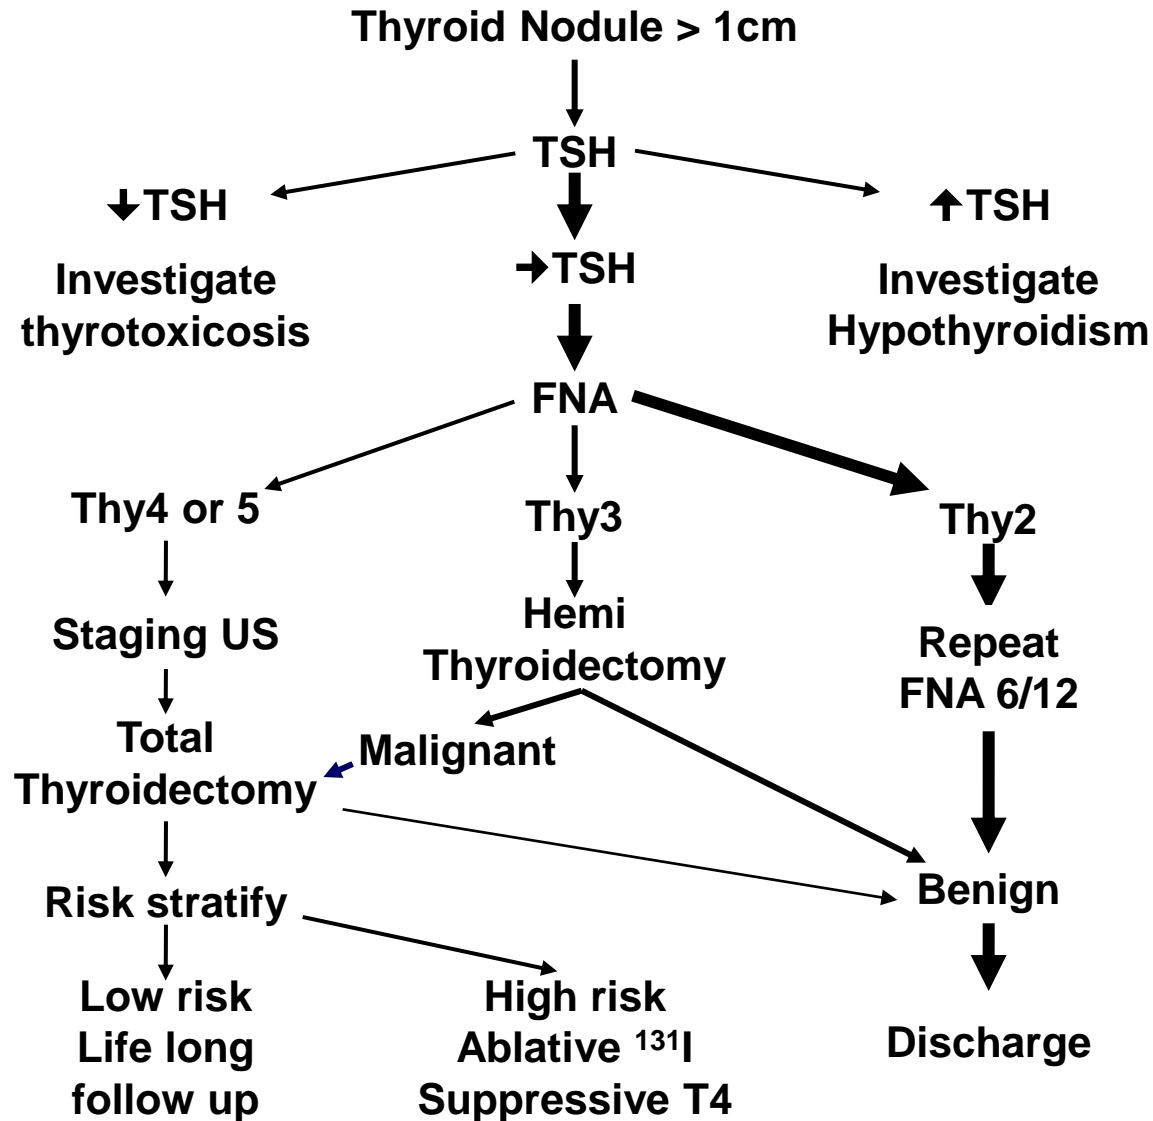 Thyroid Nodule > 1cm
TSH
↓TSH
↑TSH
→TSH
Investigate
thyrotoxicosis
Investigate
Hypothyroidism
FNA
Thy4 or 5
Thy3
Thy2
Staging US
Hemi
Thyroidectomy
Repeat
FNA 6/12
Total
Thyroidectomy
Malignant
Risk stratify
Benign
Low risk
Life long
follow up
High risk
Ablative ¹³¹I
Suppressive T4
Discharge